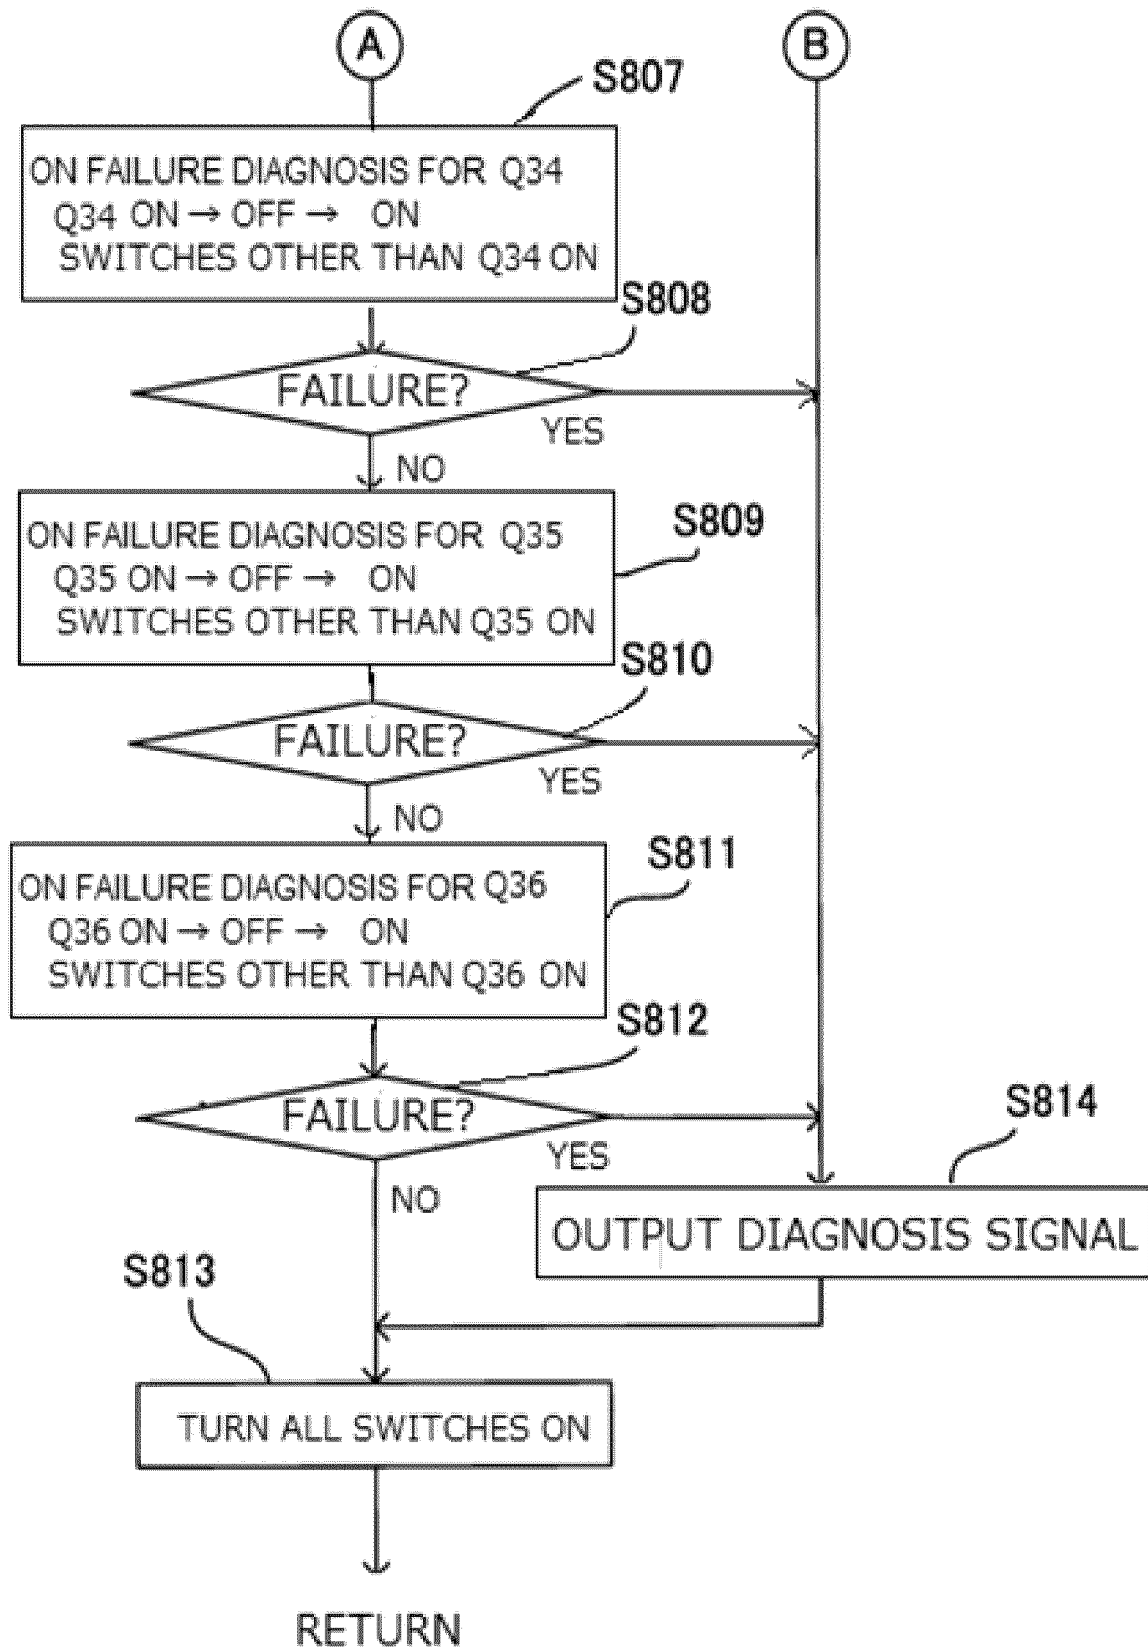 A
B
S807
ON FAILURE DIAGNOSIS FOR Q34
Q34 ON → OFF → ON
SWITCHES OTHER THAN Q34 ON
S808
FAILURE?
YES
NO
ON FAILURE DIAGNOSIS FOR Q35
Q35 ON → OFF → ON
SWITCHES OTHER THAN Q35 ON
S809
S810
FAILURE?
YES
NO
ON FAILURE DIAGNOSIS FOR Q36
Q36 ON → OFF → ON
SWITCHES OTHER THAN Q36 ON
S811
S812
FAILURE?
YES
NO
S814
OUTPUT DIAGNOSIS SIGNAL
S813
TURN ALL SWITCHES ON
RETURN